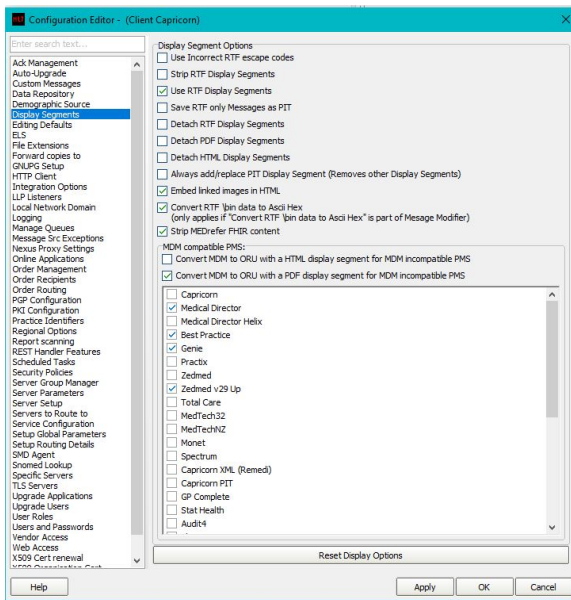 Configuration Editor - (Client Capricorn)
Enter search text...
Ack Management
Auto-Upgrade
Custom Messages
Data Repository
Demographic Source
Display Segments
Editing Defaults
ELS
File Extensions
Forward copies to
GNUPG Setup
HTTP Client
Integration Options
LLP Listeners
Local Network Domain
Logging
Manage Queues
Message Src Exceptions
Nexus Proxy Settings
Online Applications
Order Management
Order Recipients
Order Routing
PGP Configuration
PKI Configuration
Practice Identifiers
Regional Options
Report scanning
REST Handler Features
Scheduled Tasks
Security Policies
Server Group Manager
Server Parameters
Server Setup
Servers to Route to
Service Configuration
Setup Global Parameters
Setup Routing Details
SMD Agent
Snomed Lookup
Specific Servers
TLS Servers
Upgrade Applications
Upgrade Users
User Roles
Users and Passwords
Vendor Access
Web Access
X509 Cert renewal
Display Segment Options
Use Incorrect RTF escape codes
Strip RTF Display Segments
Use RTF Display Segments
Save RTF only Messages as PIT
Detach RTF Display Segments
Detach PDF Display Segments
Detach HTML Display Segments
Always add/replace PIT Display Segment (Removes other Display Segments)
Embed linked images in HTML
Convert RTF \bin data to Ascii Hex
(only applies if "Convert RTF \bin data to Ascii Hex" is part of Mesage Modifier)
Strip MEDrefer FHIR content
MDM compatible PMS:
Convert MDM to ORU with a HTML display segment for MDM incompatible PMS
Convert MDM to ORU with a PDF display segment for MDM incompatible PMS
Capricorn
Medical Director
Medical Director Helix
Best Practice
Genie
Practix
Zedmed
Zedmed v29 Up
Total Care
MedTech32
MedTechNZ
Monet
Spectrum
Capricorn XML (Remedi)
Capricorn PIT
GP Complete
Stat Health
Audit4
Reset Display Options
Help
Apply
OK
Cancel